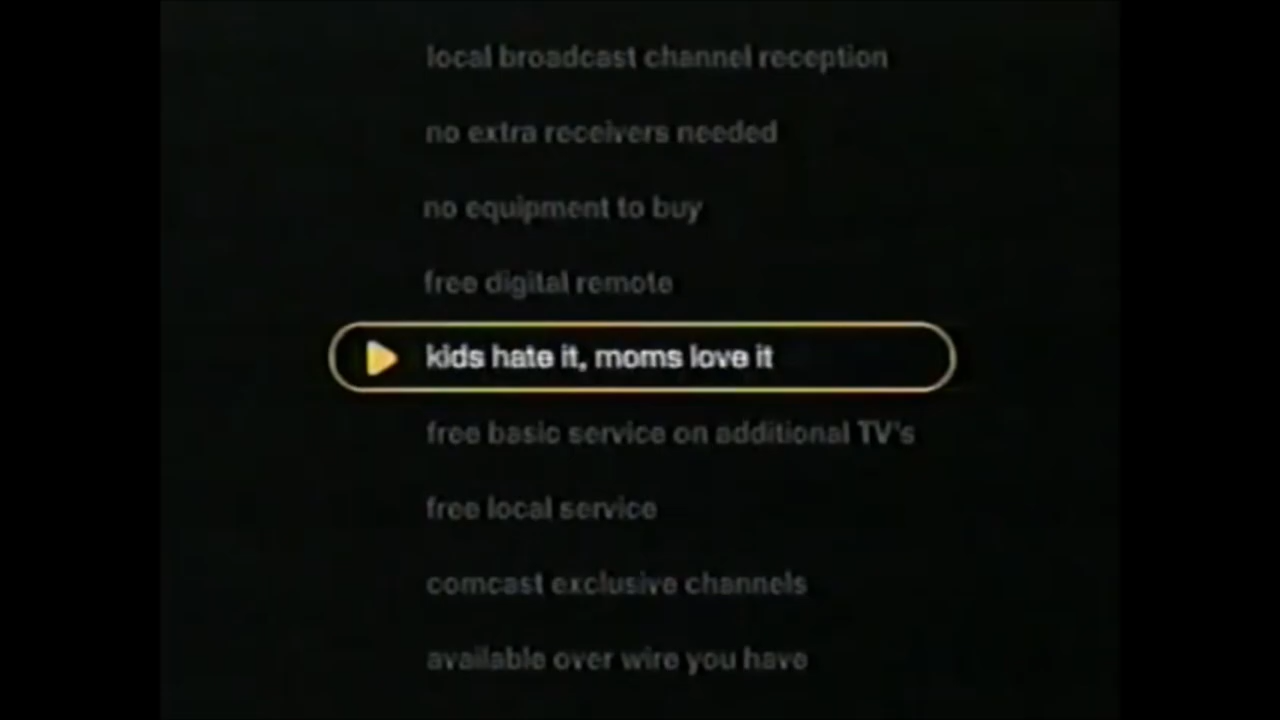 local broadcast channel reception
no extra receivers needed
no equipment to buy
free digital remote
kids hate it, moms love it
free basic service on additional TV's
free local service
comcast exclusive channels
available over wire you have